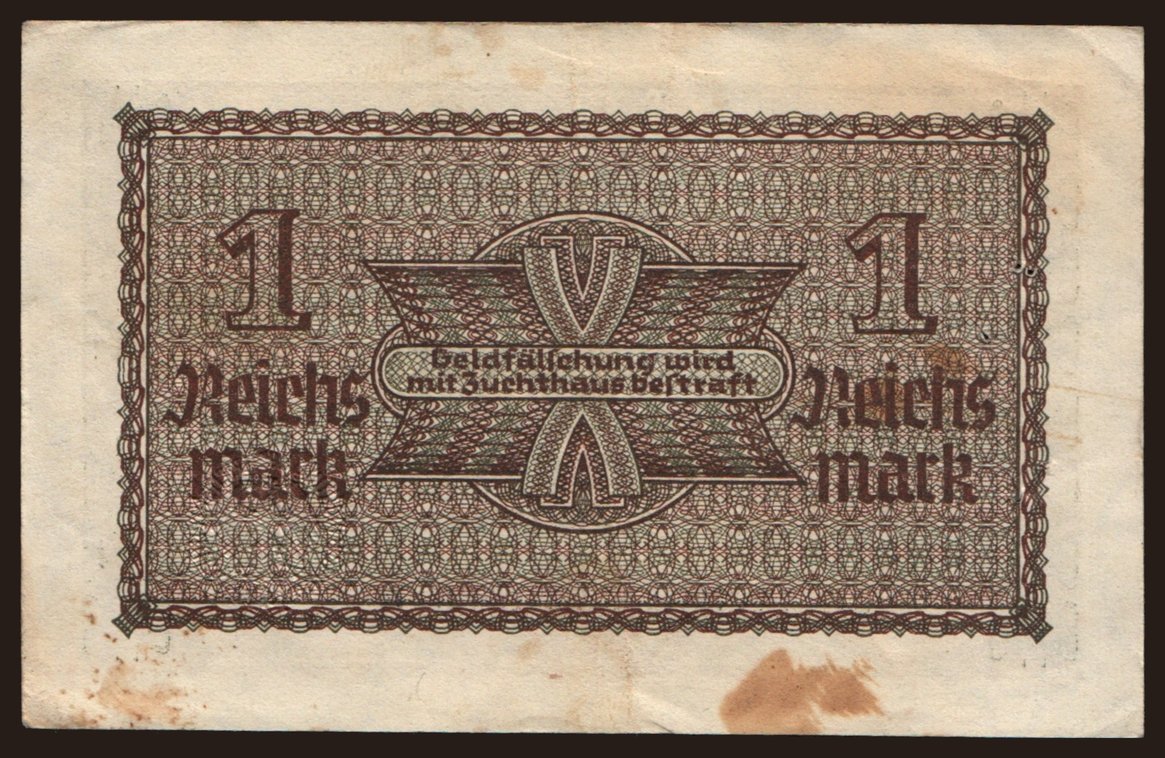 1
Reichs
mark
Geldfälschung wird
mit Zuchthaus bestraft
1
Reichs
mark